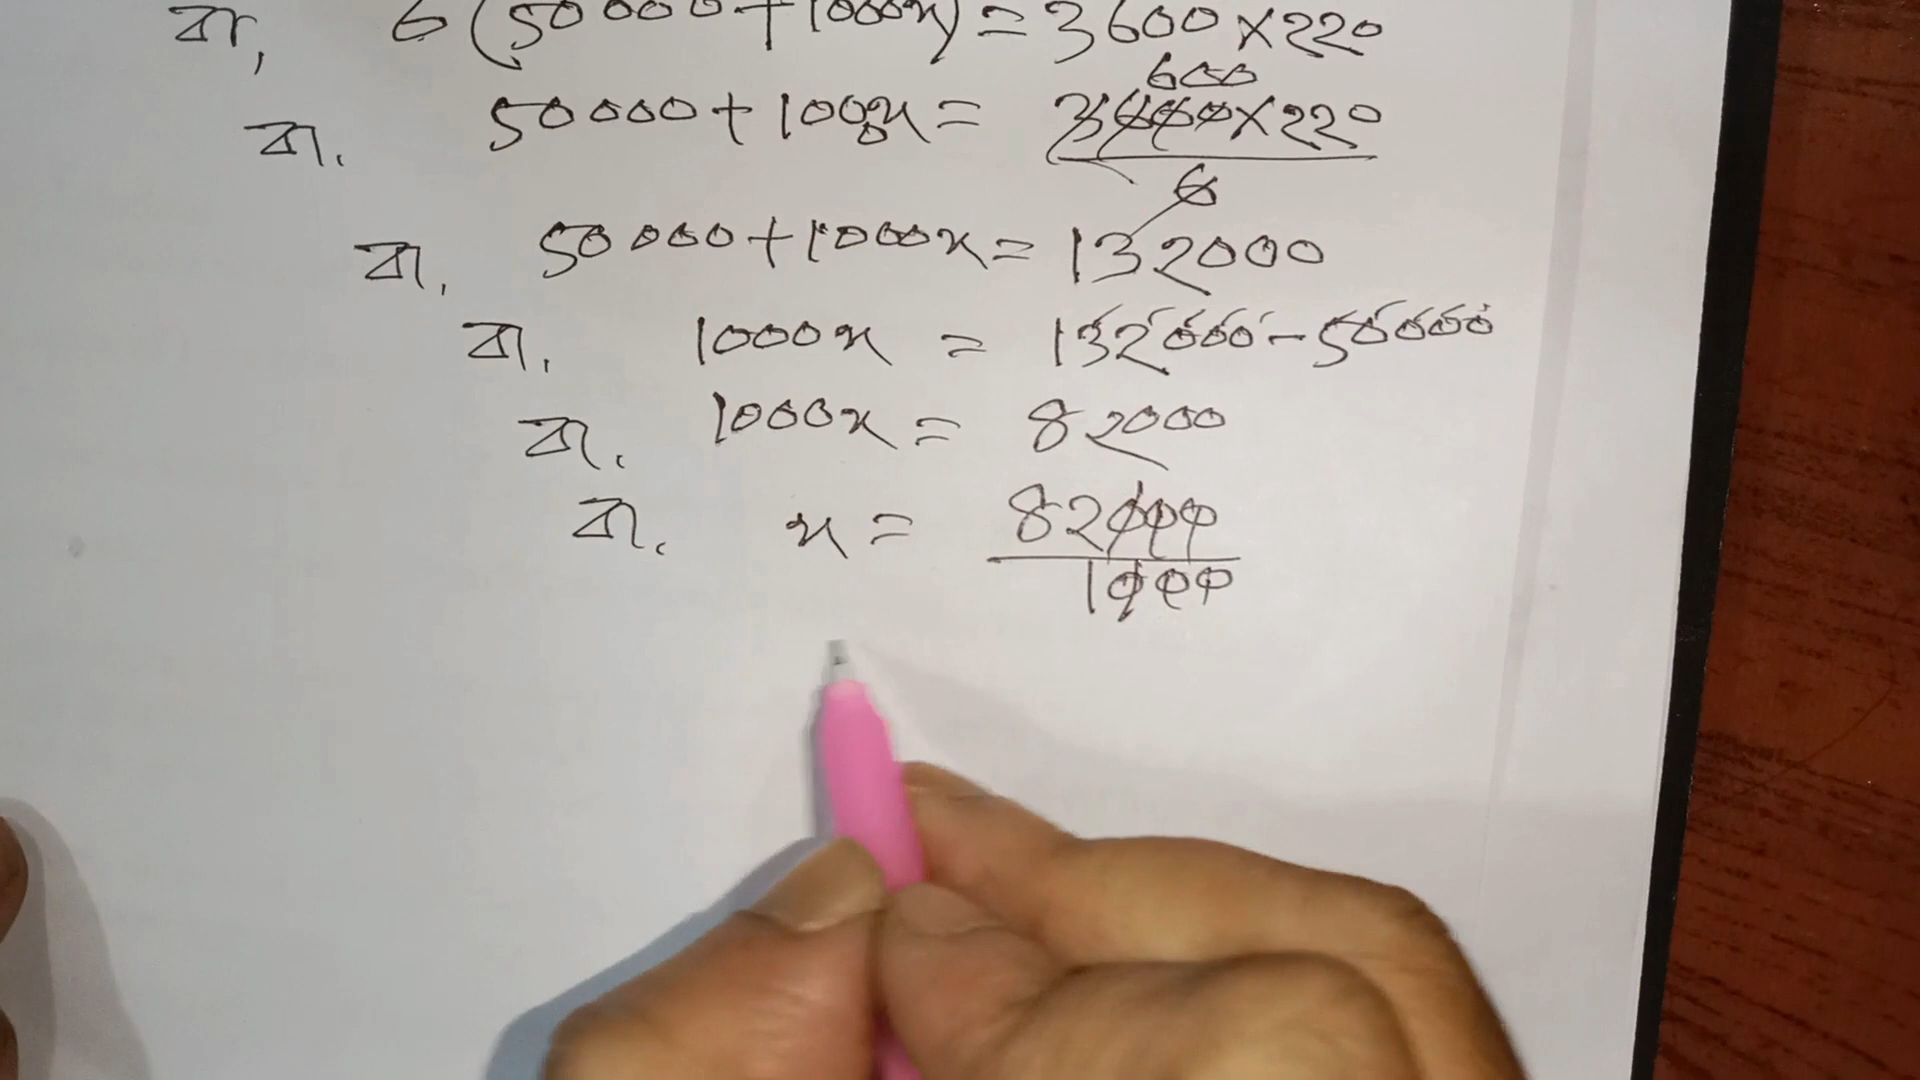 বা, 6(50000+1000x)=3600×220
600
বা. 50000+1000x= 3600×220
6
বা, 50000+1000x=132000
বা, 1000x = 132000-50000
বা, 1000x = 82000
বা, x = 82000
1000